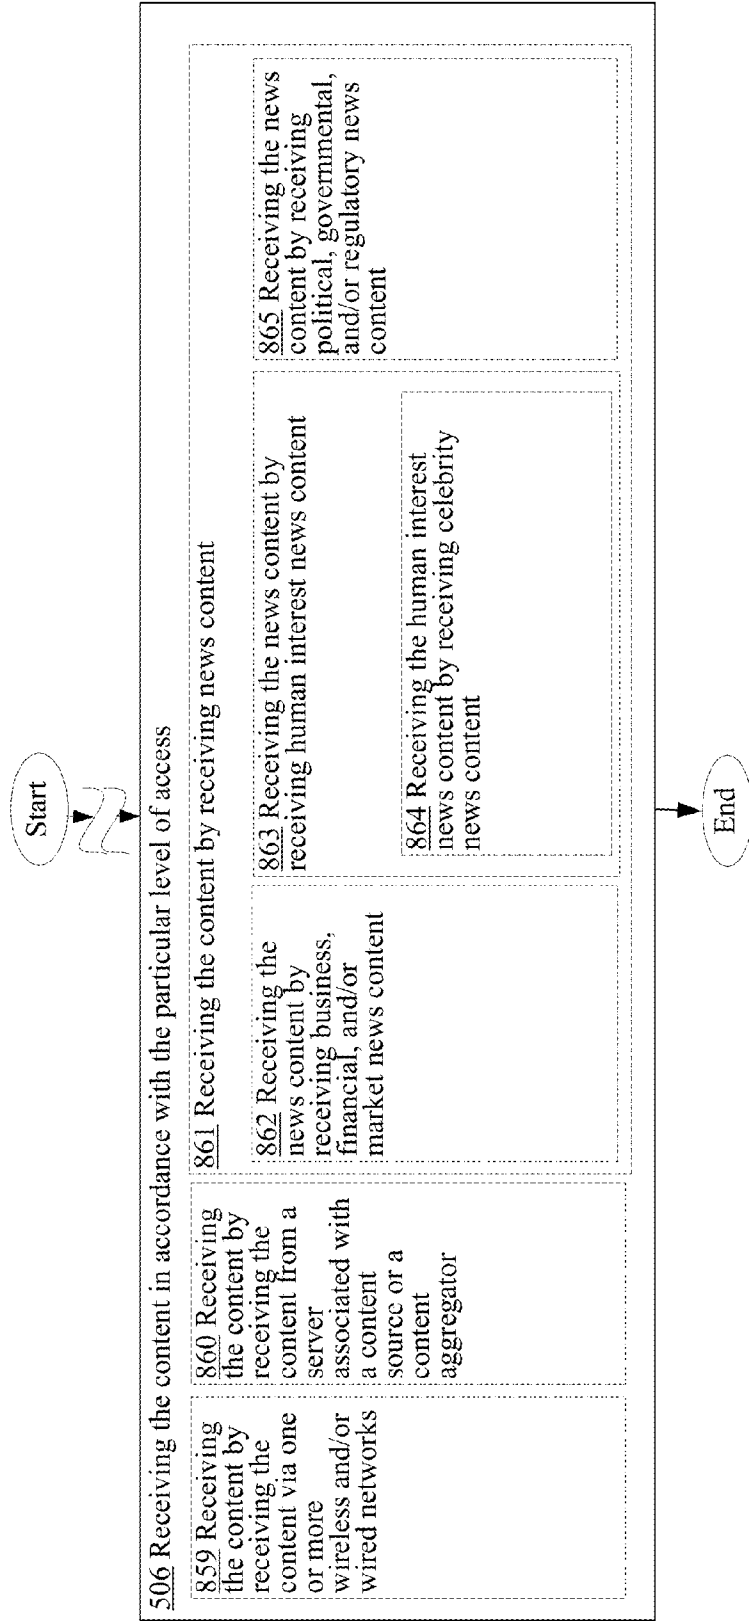 Start
506 Receiving the content in accordance with the particular level of access
859 Receiving
the content by
receiving the
content via one
or more
wireless and/or
wired networks
860 Receiving
the content by
receiving the
content from a
server
associated with
a content
source or a
content
aggregator
861 Receiving the content by receiving news content
862 Receiving the
news content by
receiving business,
financial, and/or
market news content
863 Receiving the news content by
receiving human interest news content
864 Receiving the human interest
news content by receiving celebrity
news content
865 Receiving the news
content by receiving
political, governmental,
and/or regulatory news
content
End